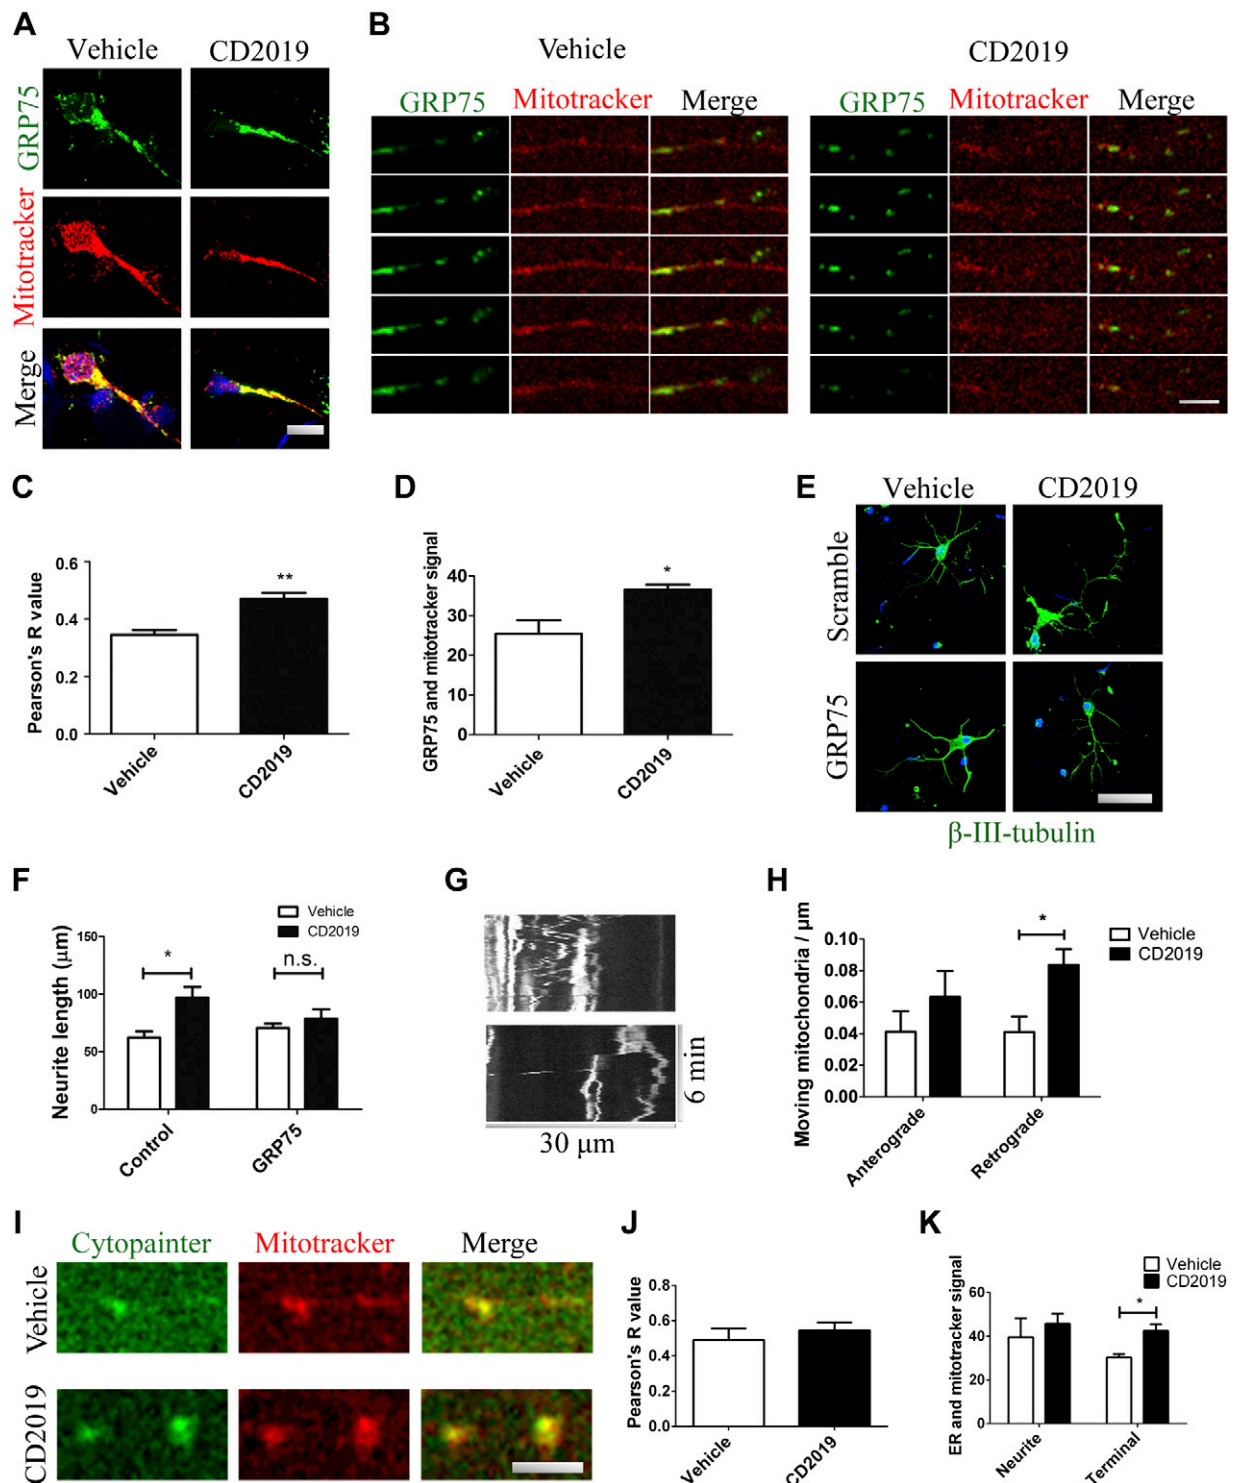 A
Vehicle
CD2019
GRP75
Mitotracker
Merge
B
Vehicle
CD2019
GRP75
Mitotracker
Merge
GRP75
Mitotracker
Merge
C
Pearson's R value
0.6
0.4
0.2
0.0
Vehicle
CD2019
**
D
GRP75 and mitotracker signal
40
30
20
10
0
Vehicle
CD2019
*
E
Vehicle
CD2019
Scramble
GRP75
β-III-tubulin
F
Vehicle
CD2019
Neurite length (μm)
150
100
50
0
*
n.s.
Control
GRP75
G
6 min
30 μm
H
Moving mitochondria / μm
0.10
0.08
0.06
0.04
0.02
0.00
*
Vehicle
CD2019
Anterograde
Retrograde
I
Cytopainter
Mitotracker
Merge
Vehicle
CD2019
J
Pearson's R value
0.8
0.6
0.4
0.2
0.0
Vehicle
CD2019
K
Vehicle
CD2019
ER and mitotracker signal
60
40
20
0
*
Neurite
Terminal